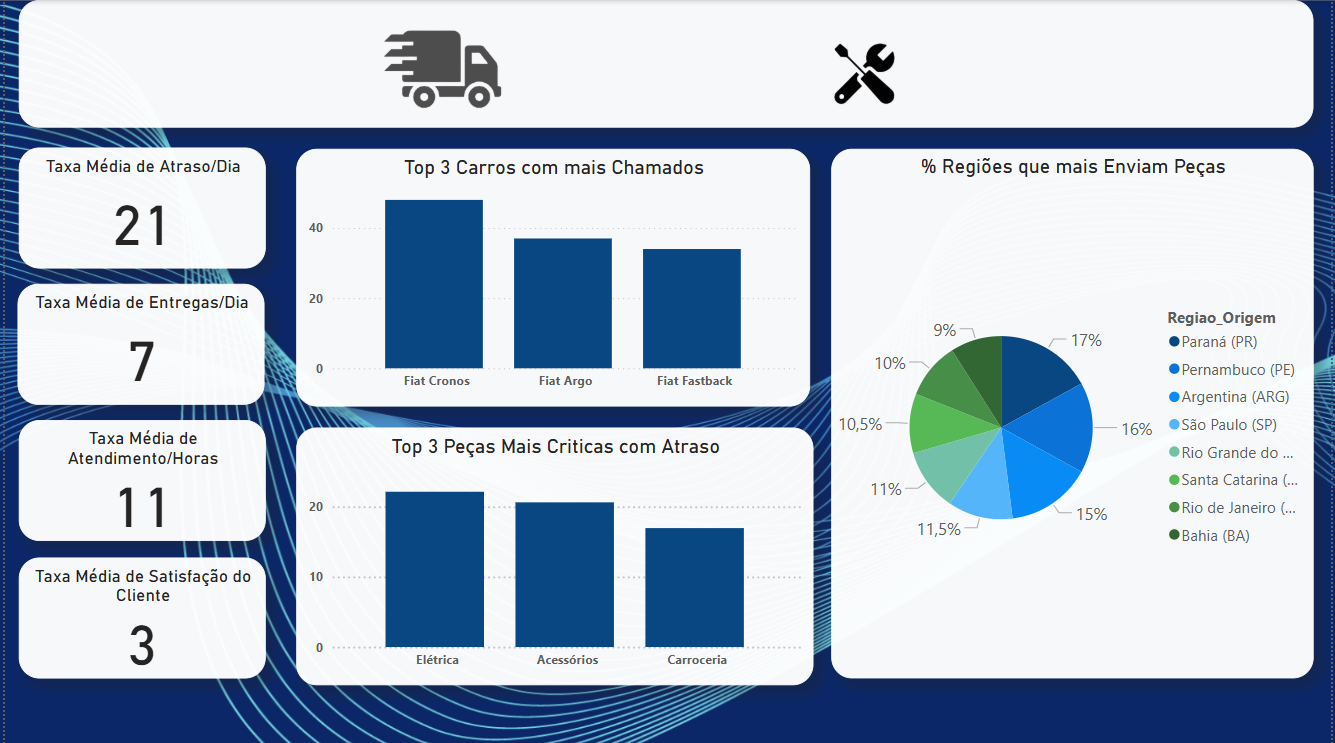 Taxa Média de Atraso/Dia
21
Taxa Média de Entregas/Dia
7
Taxa Média de
Atendimento/Horas
11
Taxa Média de Satisfação do
Cliente
3
Top 3 Carros com mais Chamados
40
20
0
Fiat Cronos
Fiat Argo
Fiat Fastback
Top 3 Peças Mais Criticas com Atraso
20
10
0
Elétrica
Acessórios
Carroceria
% Regiões que mais Enviam Peças
17%
16%
15%
11,5%
11%
10,5%
10%
9%
Regiao_Origem
Paraná (PR)
Pernambuco (PE)
Argentina (ARG)
São Paulo (SP)
Rio Grande do ...
Santa Catarina (...
Rio de Janeiro (...
Bahia (BA)